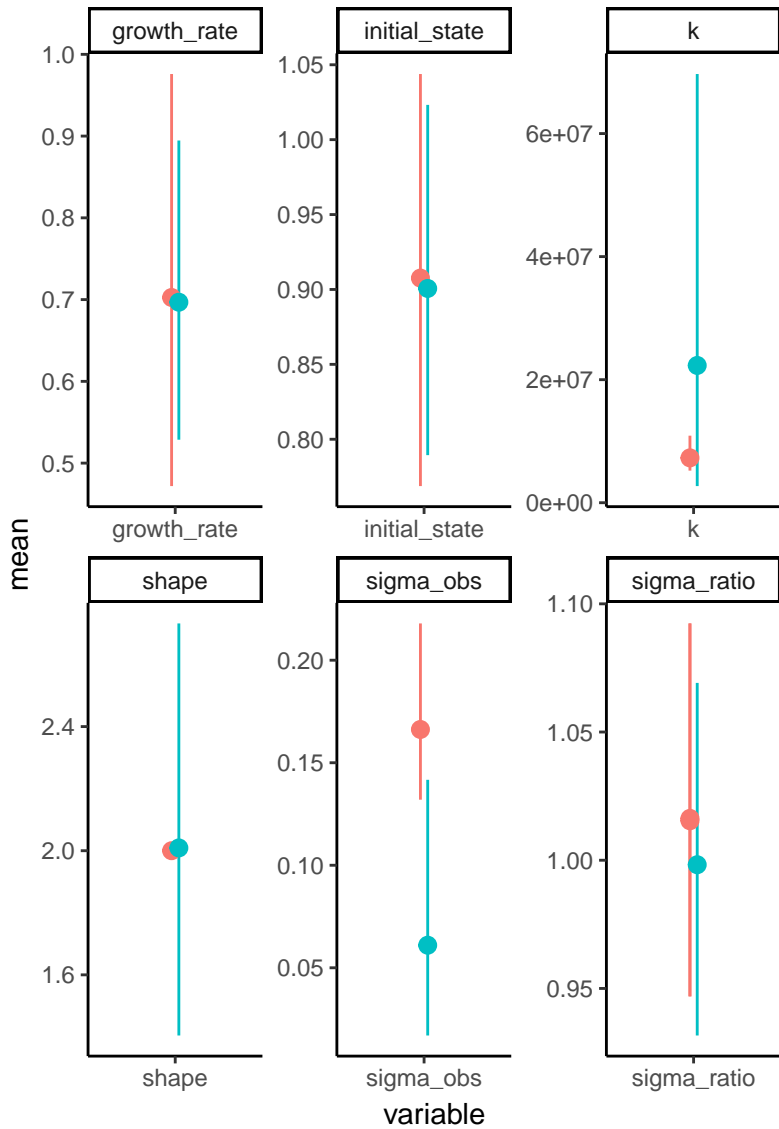 growth_rate initial_state k
1.0
0.9
0.8
0.7
0.6
0.5
1.05
1.00
0.95
0.90
0.85
0.80
6e+07
4e+07
2e+07
0e+00
growth_rate initial_state k
mean
shape sigma_obs sigma_ratio
2.4
2.0
1.6
0.20
0.15
0.10
0.05
1.10
1.05
1.00
0.95
shape sigma_obs sigma_ratio
variable